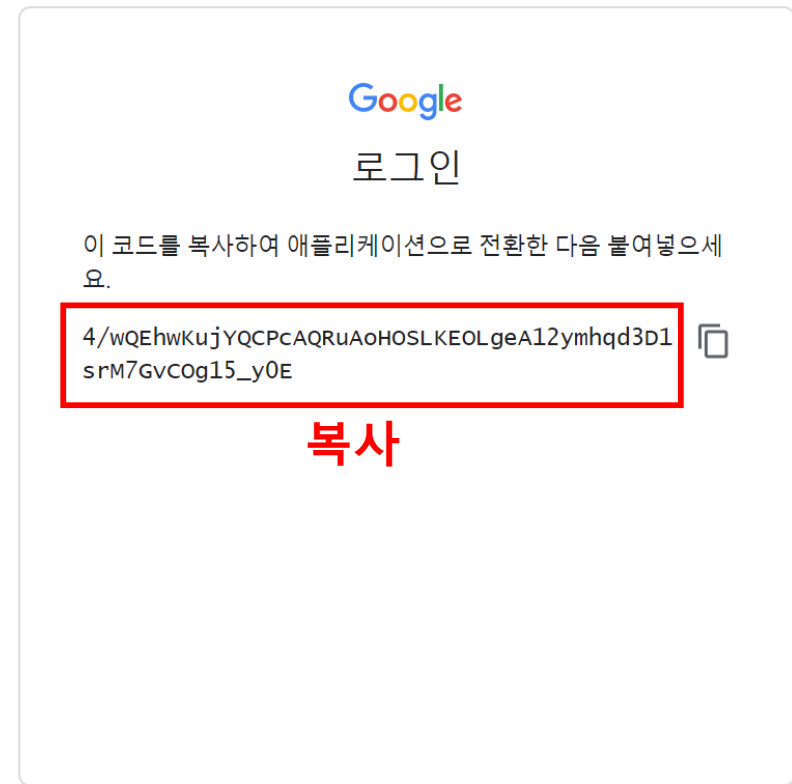 Google
로그인
이 코드를 복사하여 애플리케이션으로 전환한 다음 붙여넣으세
요.
4/wQEhwKujYQCPcAQRuAoHOSLKEOLgeA12ymhqd3D1
srM7GvCOg15_y0E
복사